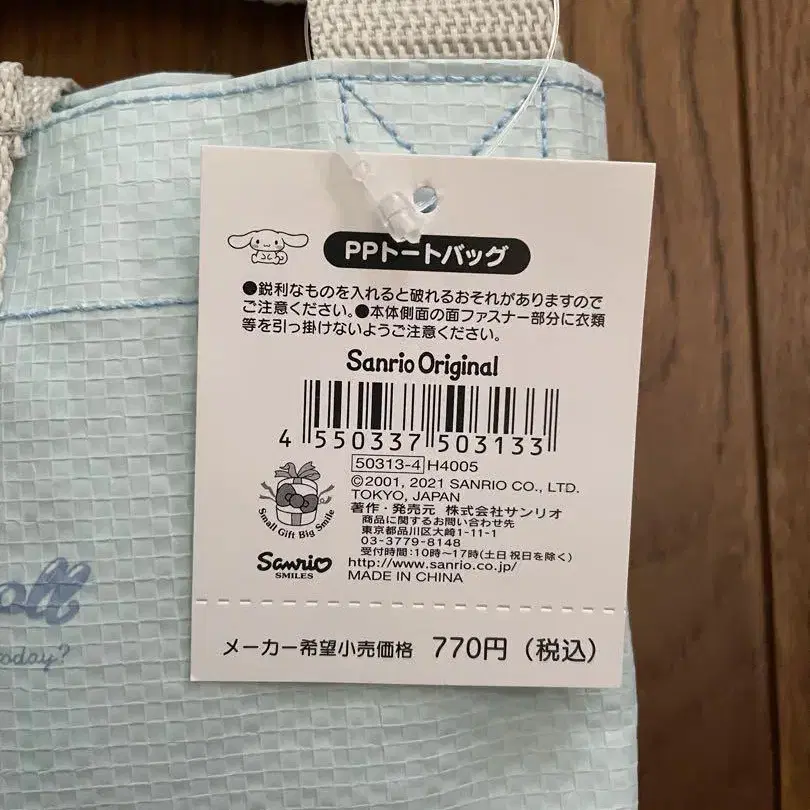 PPトートバッグ
●鋭利なものを入れると破れるおそれがありますので
ご注意ください。●本体側面の面ファスナー部分に衣類
等を引っ掛けないようご注意ください。
Sanrio Original
4 550337 503133
50313-4 H4005
©2001, 2021 SANRIO CO., LTD.
TOKYO, JAPAN
著作・発売元 株式会社サンリオ
商品に関するお問い合わせ先
東京都品川区大崎1-11-1
03-3779-8148
受付時間:10時~17時(土日祝日を除く)
http://www.sanrio.co.jp/
MADE IN CHINA
Small Gift Big Smile
Sanrio
SMILES
oll
oday?
メーカー希望小売価格 770円(税込)